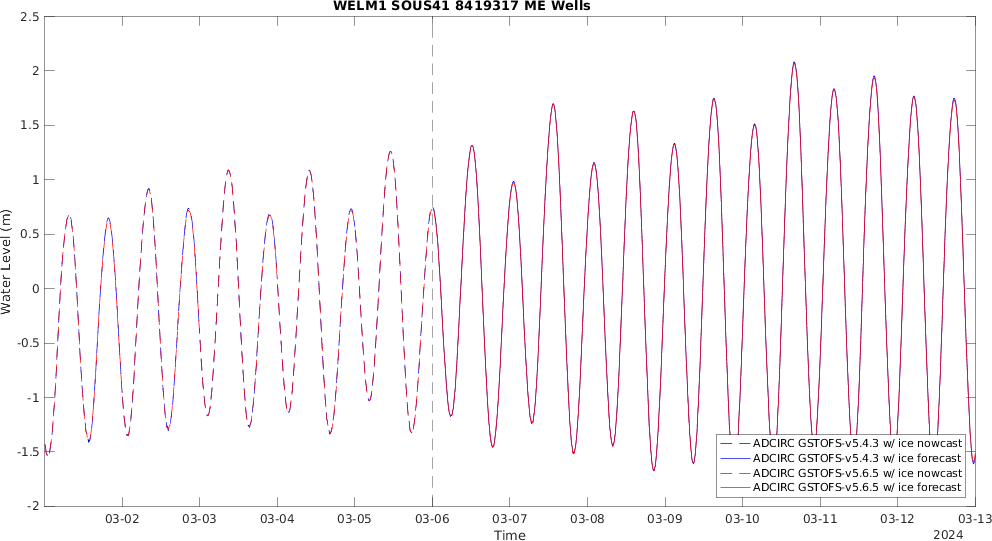 WELM1 SOUS41 8419317 ME Wells
2.5
2
1.5
1
0.5
0
-0.5
-1
-1.5
-2
Water Level (m)
ADCIRC GSTOFS-v5.4.3 w/ ice nowcast
ADCIRC GSTOFS-v5.4.3 w/ ice forecast
ADCIRC GSTOFS-v5.6.5 w/ ice nowcast
ADCIRC GSTOFS-v5.6.5 w/ ice forecast
03-02 03-03 03-04 03-05 03-06 03-07 03-08 03-09 03-10 03-11 03-12 03-13
Time
2024